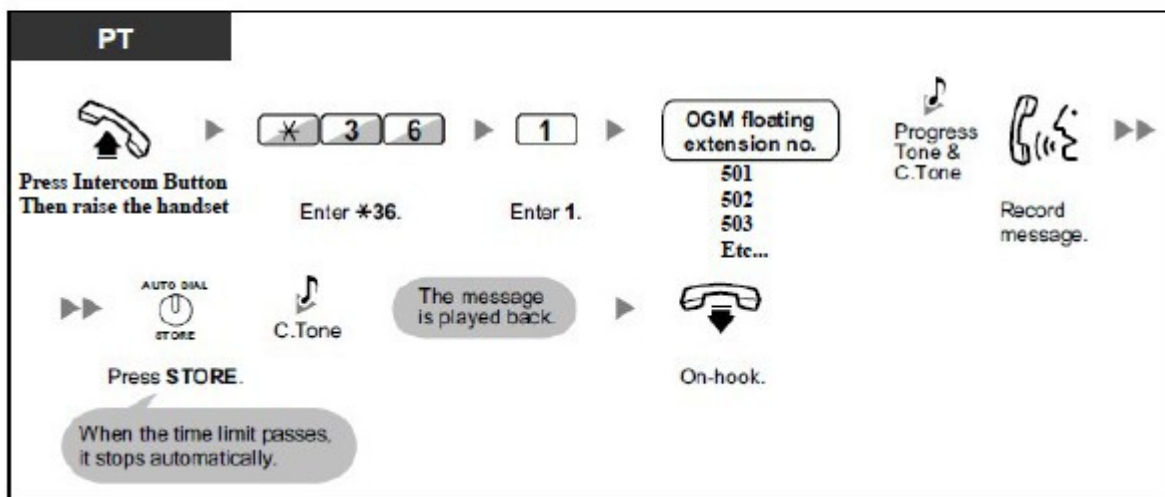 PT
Press Intercom Button
Then raise the handset
* 3 6
Enter *36.
1
Enter 1.
OGM floating
extension no.
501
502
503
Etc...
Progress
Tone &
C.Tone
Record
message.
AUTO DIAL
STORE
Press STORE.
When the time limit passes,
it stops automatically.
C.Tone
The message
is played back.
On-hook.